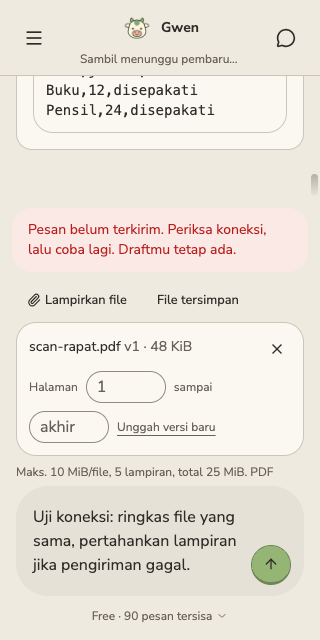 Gwen
Sambil menunggu pembaru...
Buku,12,disepakati
Pensil,24,disepakati
Pesan belum terkirim. Periksa koneksi,
lalu coba lagi. Draftmu tetap ada.
Lampirkan file File tersimpan
scan-rapat.pdf v1 · 48 KiB
Halaman 1 sampai
akhir Unggah versi baru
Maks. 10 MiB/file, 5 lampiran, total 25 MiB. PDF
Uji koneksi: ringkas file yang
sama, pertahankan lampiran
jika pengiriman gagal.
Free · 90 pesan tersisa